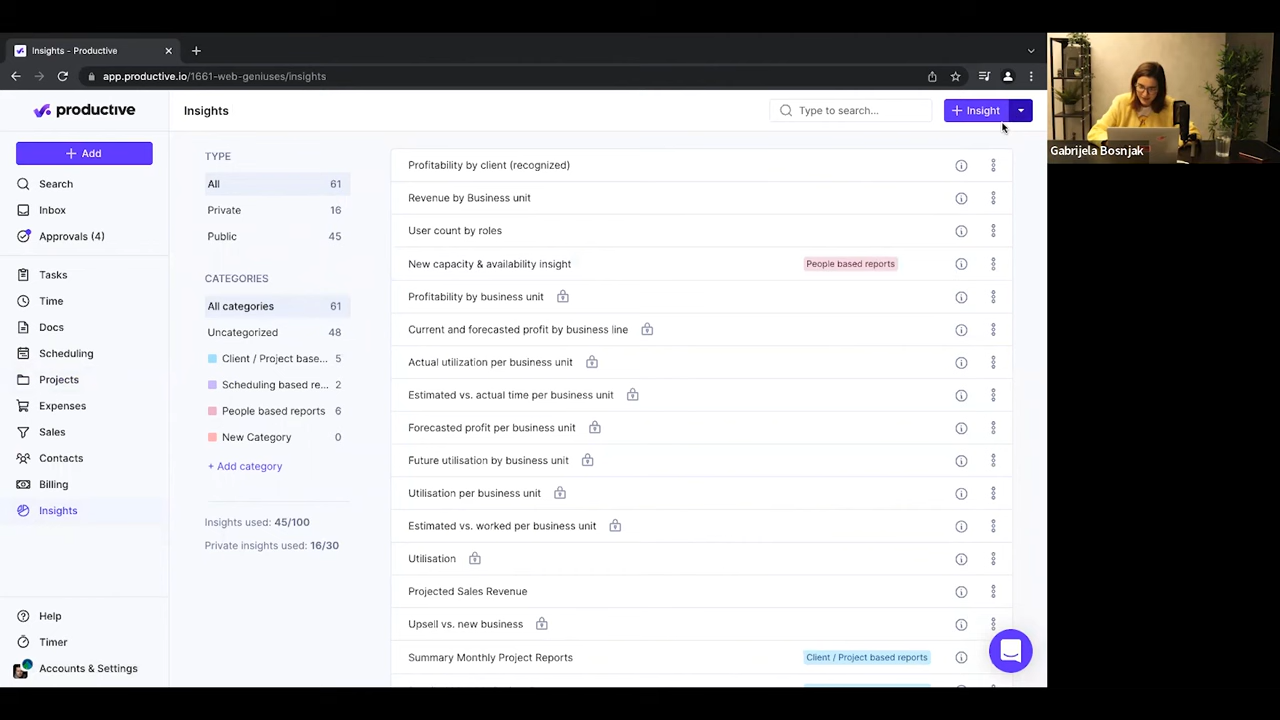 Insights - Productive
app.productive.io/1661-web-geniuses/insights
productive
Add
Search
Inbox
Approvals (4)
Tasks
Time
Docs
Scheduling
Projects
Expenses
Sales
Contacts
Billing
Insights
Help
Timer
Accounts & Settings
Insights
Type to search...
+ Insight
TYPE
All 61
Private 16
Public 45
CATEGORIES
All categories 61
Uncategorized 48
Client / Project base... 5
Scheduling based re... 2
People based reports 6
New Category 0
+ Add category
Insights used: 45/100
Private insights used: 16/30
Profitability by client (recognized)
Revenue by Business unit
User count by roles
New capacity & availability insight People based reports
Profitability by business unit
Current and forecasted profit by business line
Actual utilization per business unit
Estimated vs. actual time per business unit
Forecasted profit per business unit
Future utilisation by business unit
Utilisation per business unit
Estimated vs. worked per business unit
Utilisation
Projected Sales Revenue
Upsell vs. new business
Summary Monthly Project Reports Client / Project based reports
Gabrijela Bosnjak